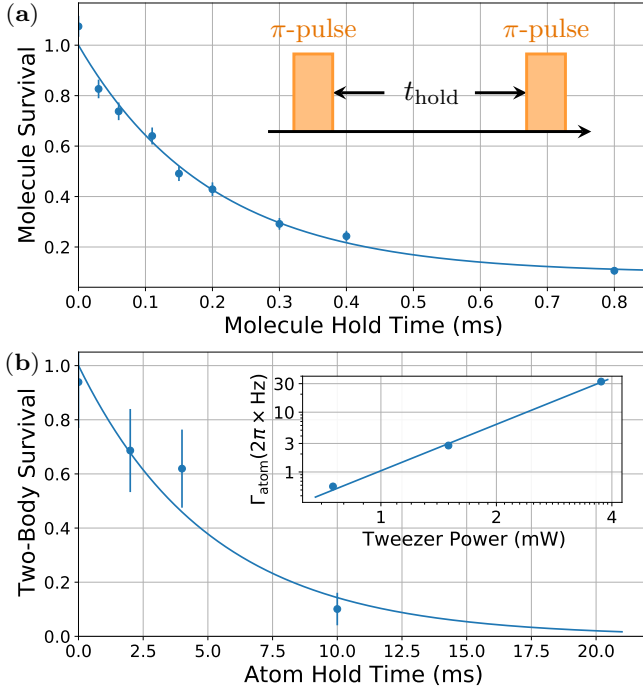 (a)
π-pulse π-pulse
t_hold
Molecule Survival
1.0
0.8
0.6
0.4
0.2
0.0 0.1 0.2 0.3 0.4 0.5 0.6 0.7 0.8
Molecule Hold Time (ms)
(b)
Two-Body Survival
1.0
0.8
0.6
0.4
0.2
0.0
Γ_atom(2π × Hz)
30
10
3
1
1 2 4
Tweezer Power (mW)
0.0 2.5 5.0 7.5 10.0 12.5 15.0 17.5 20.0
Atom Hold Time (ms)